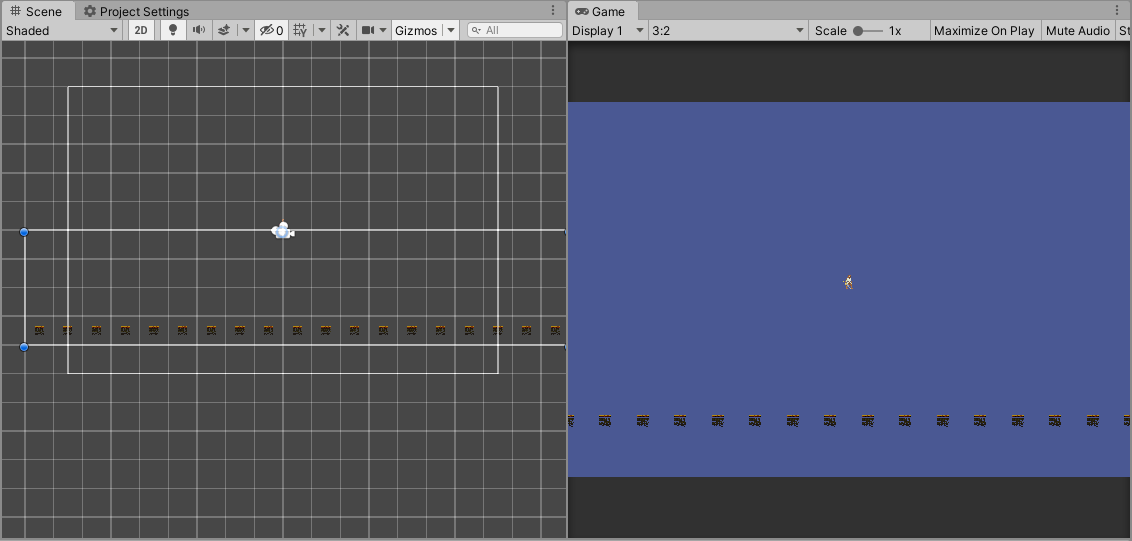 Scene
Project Settings
Shaded
2D
0
Gizmos
All
Game
Display 1
3:2
Scale
1x
Maximize On Play
Mute Audio
St